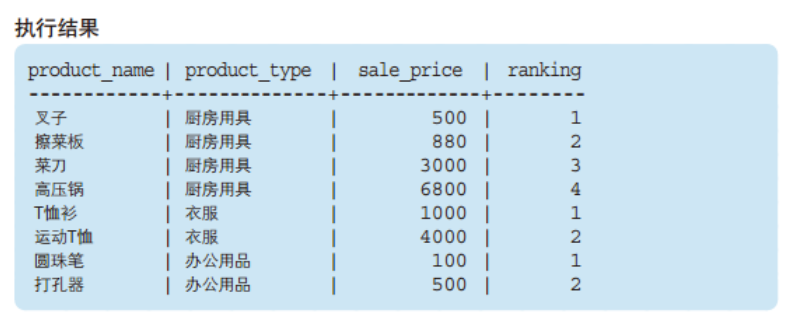 执行结果
product_name | product_type | sale_price | ranking
------------+--------------+-------------+--------
叉子 | 厨房用具 | 500 | 1
擦菜板 | 厨房用具 | 880 | 2
菜刀 | 厨房用具 | 3000 | 3
高压锅 | 厨房用具 | 6800 | 4
T恤衫 | 衣服 | 1000 | 1
运动T恤 | 衣服 | 4000 | 2
圆珠笔 | 办公用品 | 100 | 1
打孔器 | 办公用品 | 500 | 2